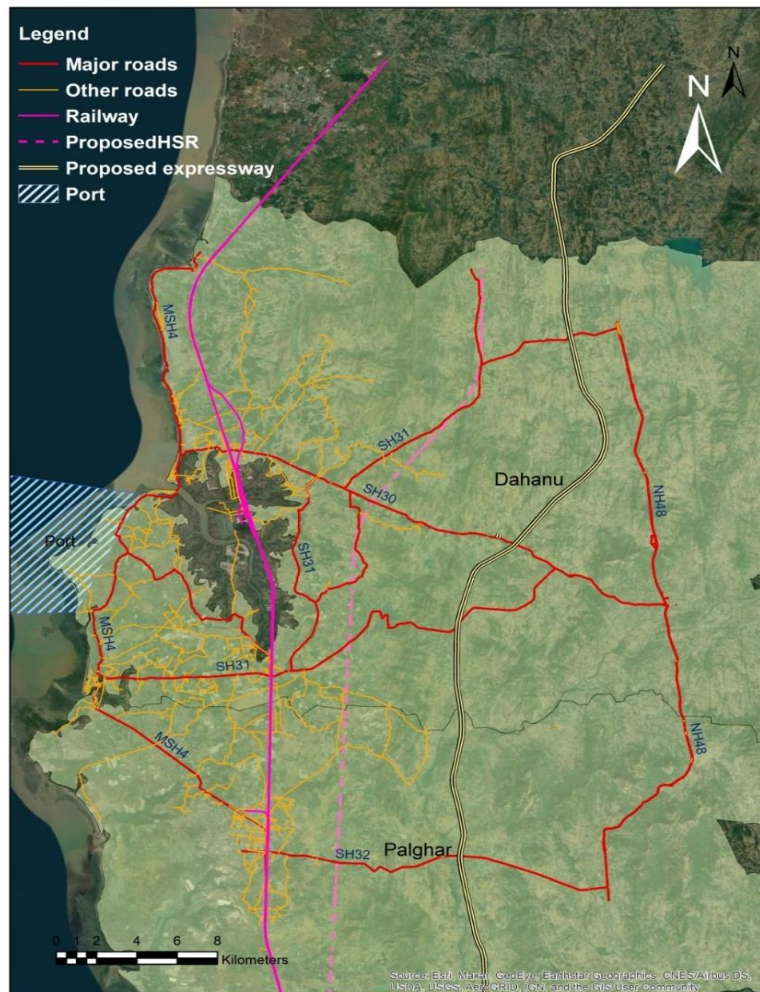 Legend
Major roads
Other roads
Railway
ProposedHSR
Proposed expressway
Port
N
N
MSH4
SH31
Dahanu
SH30
NH48
Port
SH31
MSH4
SH31
MSH4
NH48
Palghar
SH32
0 1 2 4 6 8
Kilometers
Source: Esri, Maxar, GeoEye, Earthstar Geographics, CNES/Airbus DS,
USDA, USGS, AeroGRID, IGN, and the GIS User Community